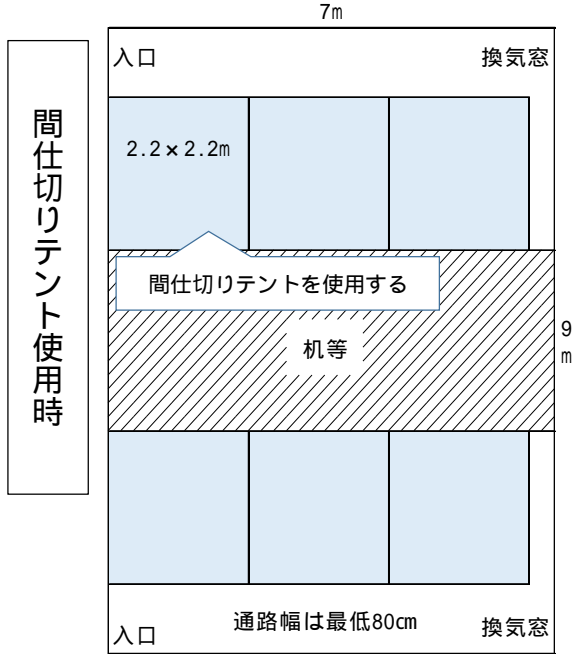 間仕切りテント使用時
7m
入口
換気窓
2.2×2.2m
間仕切りテントを使用する
机等
9
m
通路幅は最低80cm
入口
換気窓